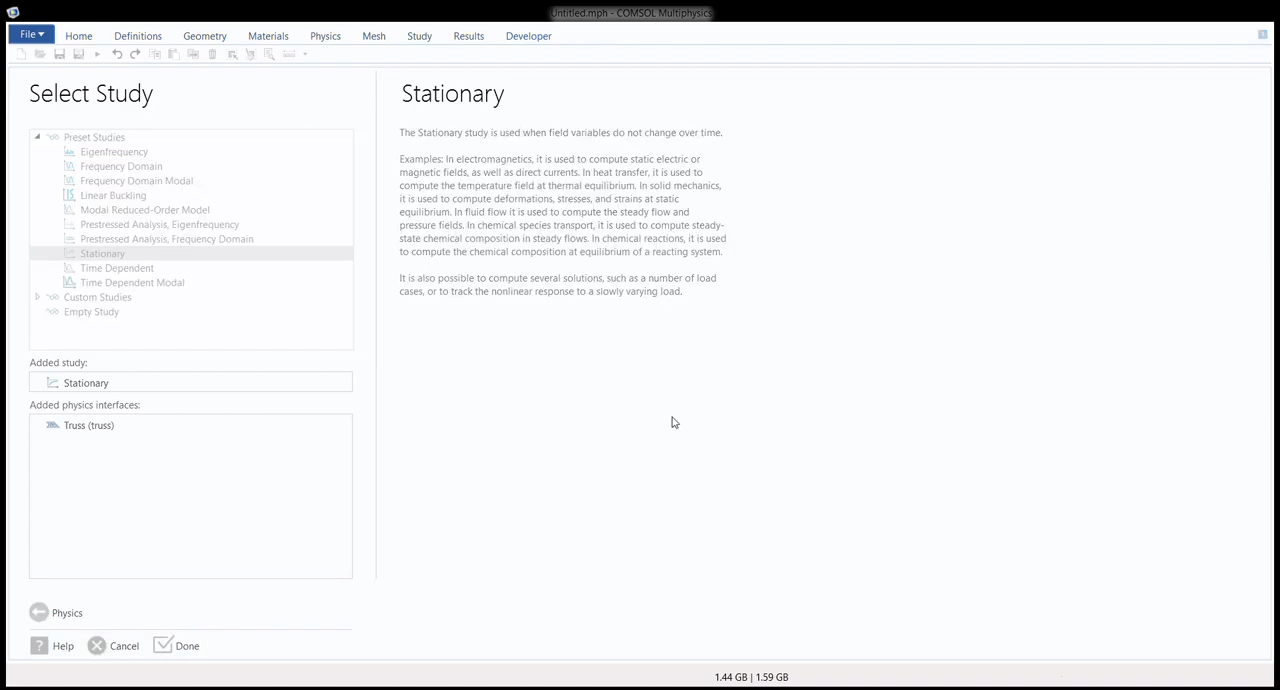 Untitled.mph - COMSOL Multiphysics
File Home Definitions Geometry Materials Physics Mesh Study Results Developer
Select Study
Preset Studies
Eigenfrequency
Frequency Domain
Frequency Domain Modal
Linear Buckling
Modal Reduced-Order Model
Prestressed Analysis, Eigenfrequency
Prestressed Analysis, Frequency Domain
Stationary
Time Dependent
Time Dependent Modal
Custom Studies
Empty Study
Added study:
Stationary
Added physics interfaces:
Truss (truss)
Physics
Help Cancel Done
Stationary
The Stationary study is used when field variables do not change over time.
Examples: In electromagnetics, it is used to compute static electric or
magnetic fields, as well as direct currents. In heat transfer, it is used to
compute the temperature field at thermal equilibrium. In solid mechanics,
it is used to compute deformations, stresses, and strains at static
equilibrium. In fluid flow it is used to compute the steady flow and
pressure fields. In chemical species transport, it is used to compute steady-
state chemical composition in steady flows. In chemical reactions, it is used
to compute the chemical composition at equilibrium of a reacting system.
It is also possible to compute several solutions, such as a number of load
cases, or to track the nonlinear response to a slowly varying load.
1.44 GB | 1.59 GB